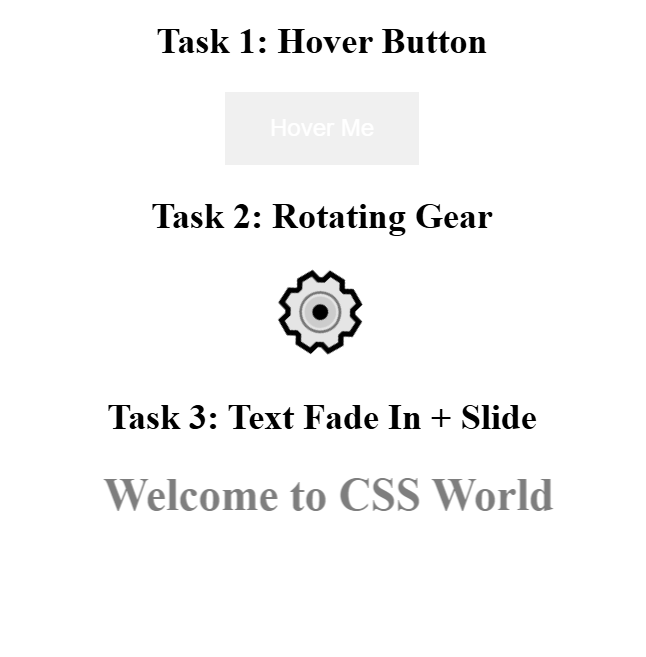 Task 1: Hover Button
Hover Me
Task 2: Rotating Gear
Task 3: Text Fade In + Slide
Welcome to CSS World